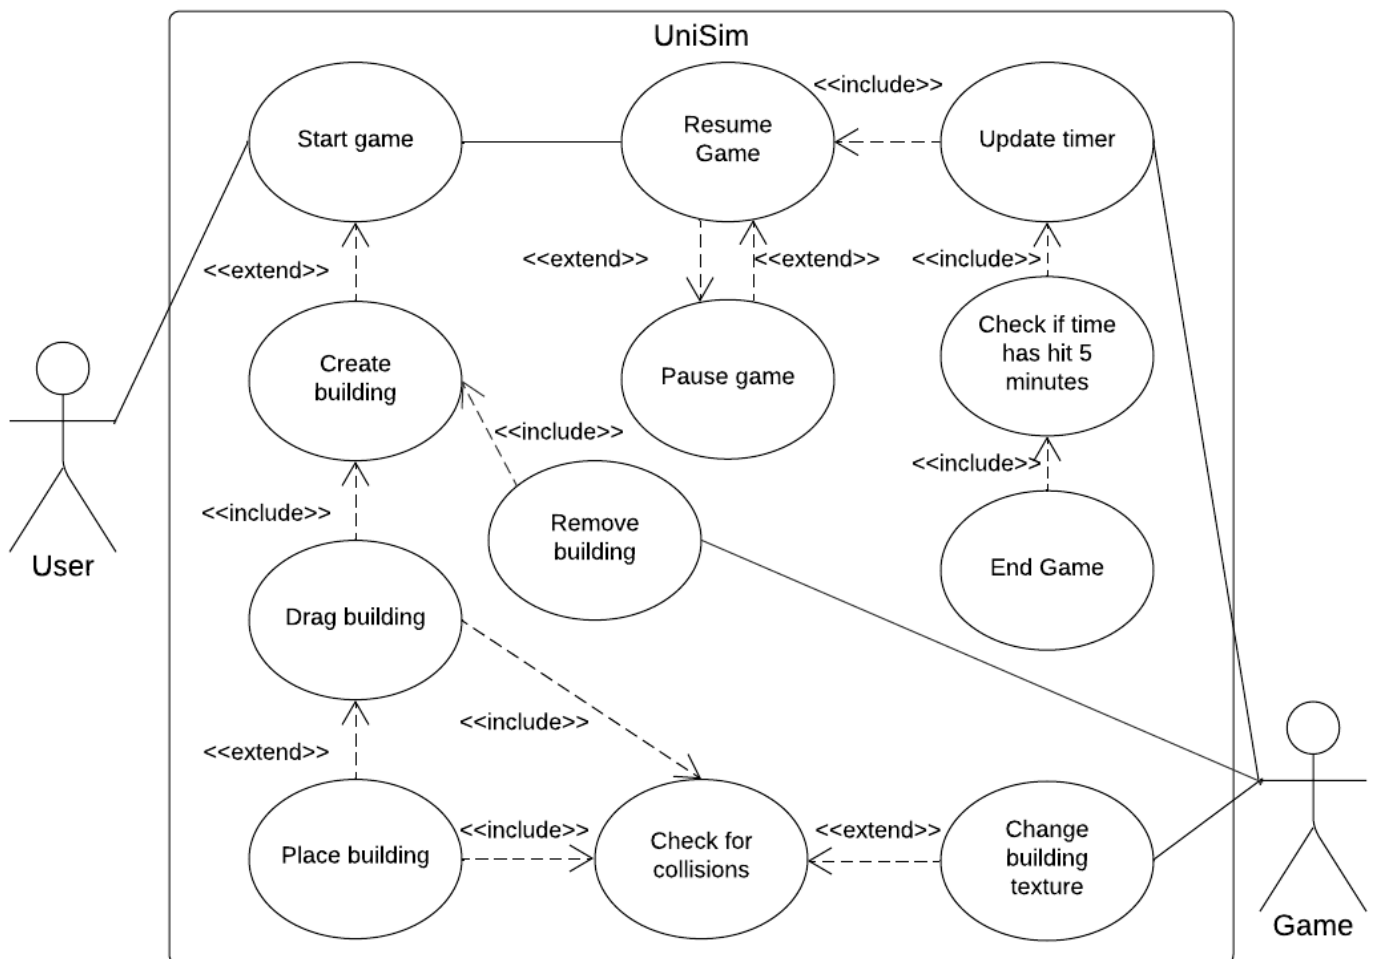 UniSim
<<include>>
Start game
Resume
Game
Update timer
<<extend>>
<<extend>>
<<extend>>
<<include>>
Create
building
Pause game
Check if time
has hit 5
minutes
<<include>>
<<include>>
<<include>>
Remove
building
End Game
User
Drag building
<<include>>
<<extend>>
<<include>>
<<extend>>
Place building
Check for
collisions
Change
building
texture
Game